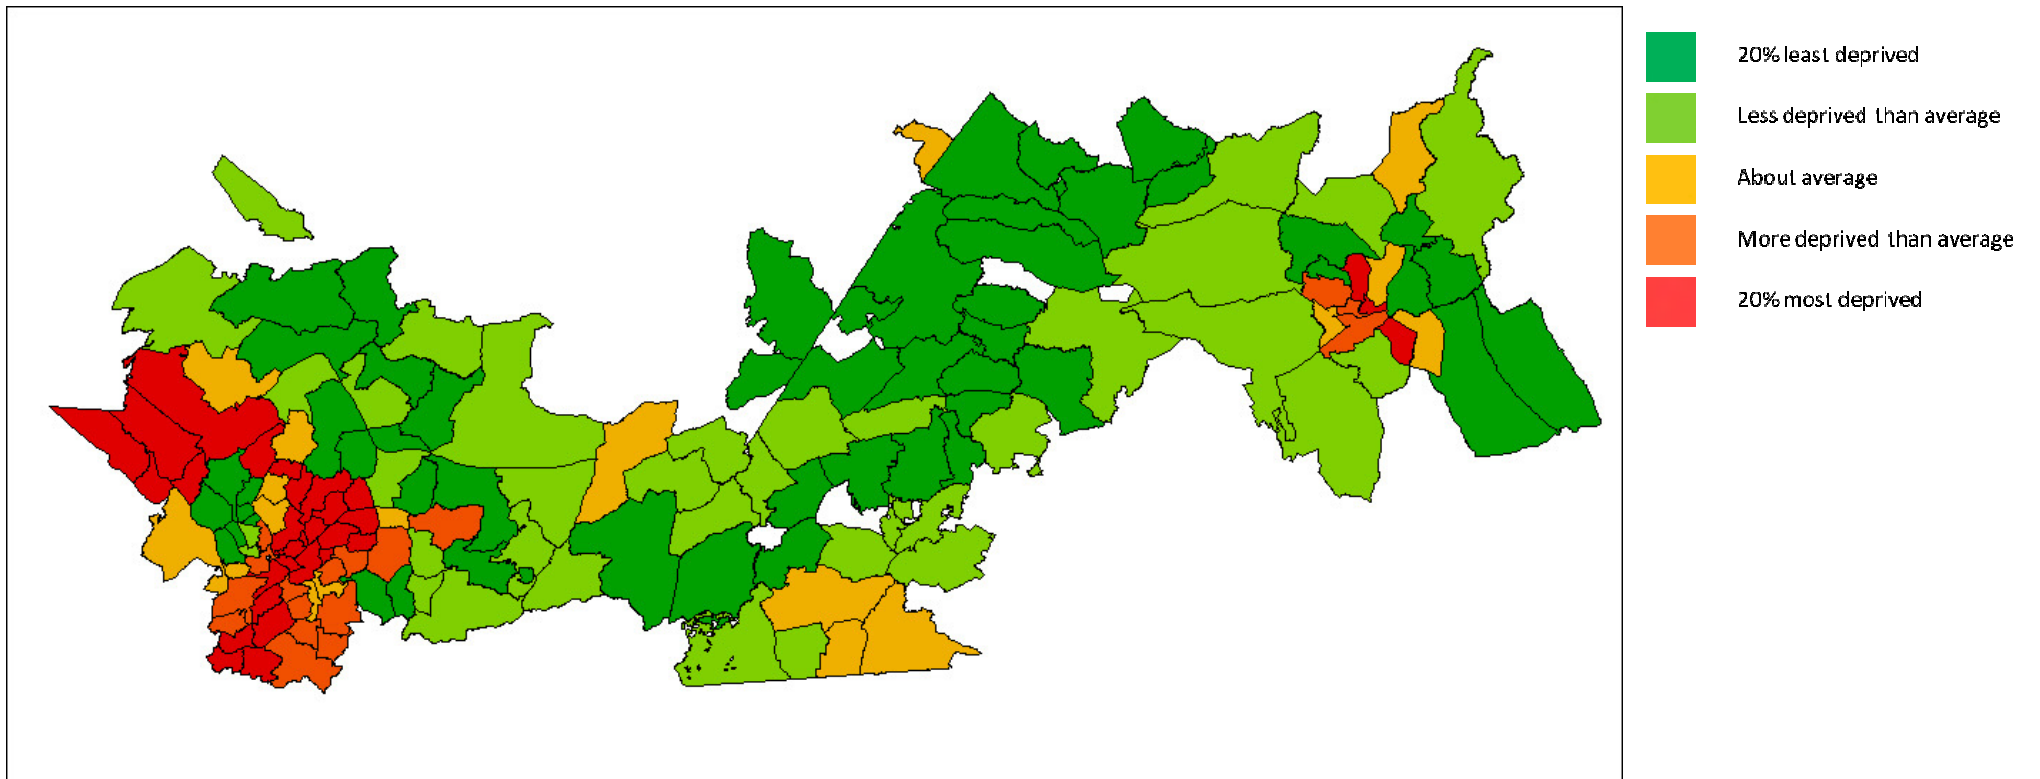 20% least deprived
Less deprived than average
About average
More deprived than average
20% most deprived